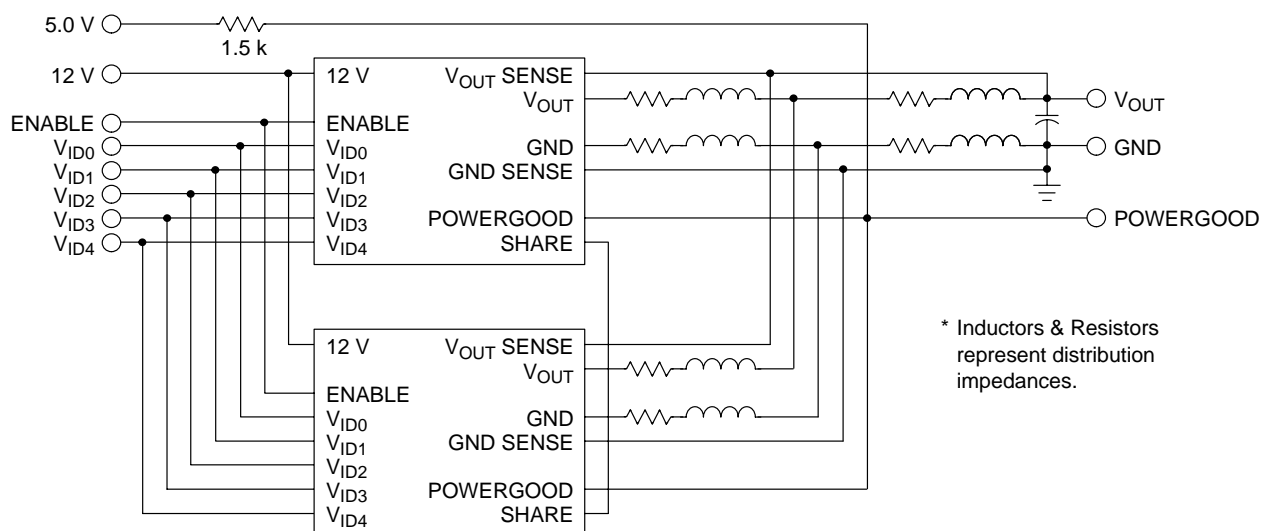 5.0 V
1.5 k
12 V
ENABLE
VID0
VID1
VID2
VID3
VID4
12 V
ENABLE
VID0
VID1
VID2
VID3
VID4
VOUT SENSE
VOUT
GND
GND SENSE
POWERGOOD
SHARE
VOUT
GND
POWERGOOD
12 V
ENABLE
VID0
VID1
VID2
VID3
VID4
VOUT SENSE
VOUT
GND
GND SENSE
POWERGOOD
SHARE
* Inductors & Resistors
represent distribution
impedances.